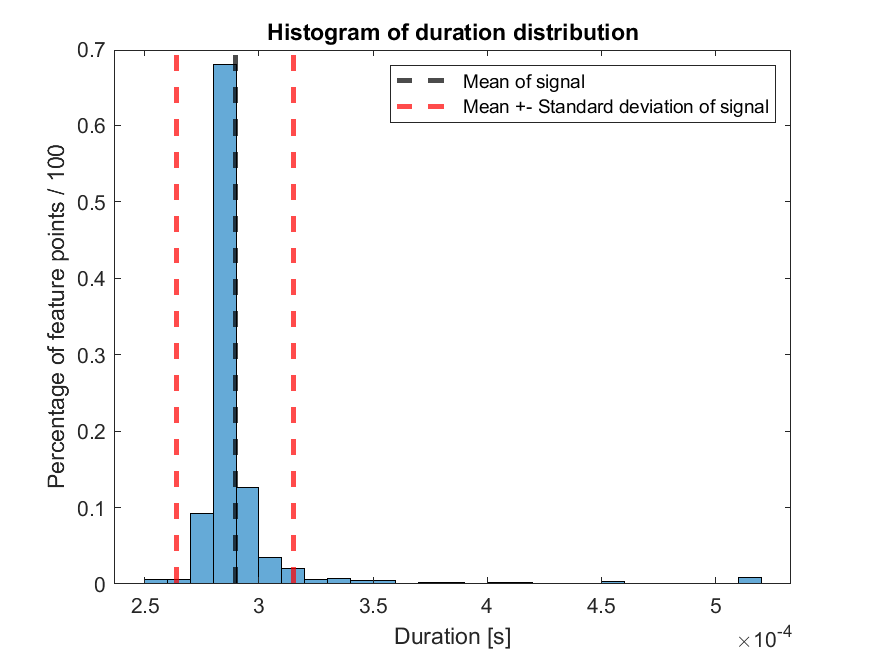 Histogram of duration distribution
Mean of signal
Mean +- Standard deviation of signal
Percentage of feature points / 100
0.7
0.6
0.5
0.4
0.3
0.2
0.1
0
2.5 3 3.5 4 4.5 5
Duration [s]
×10-4